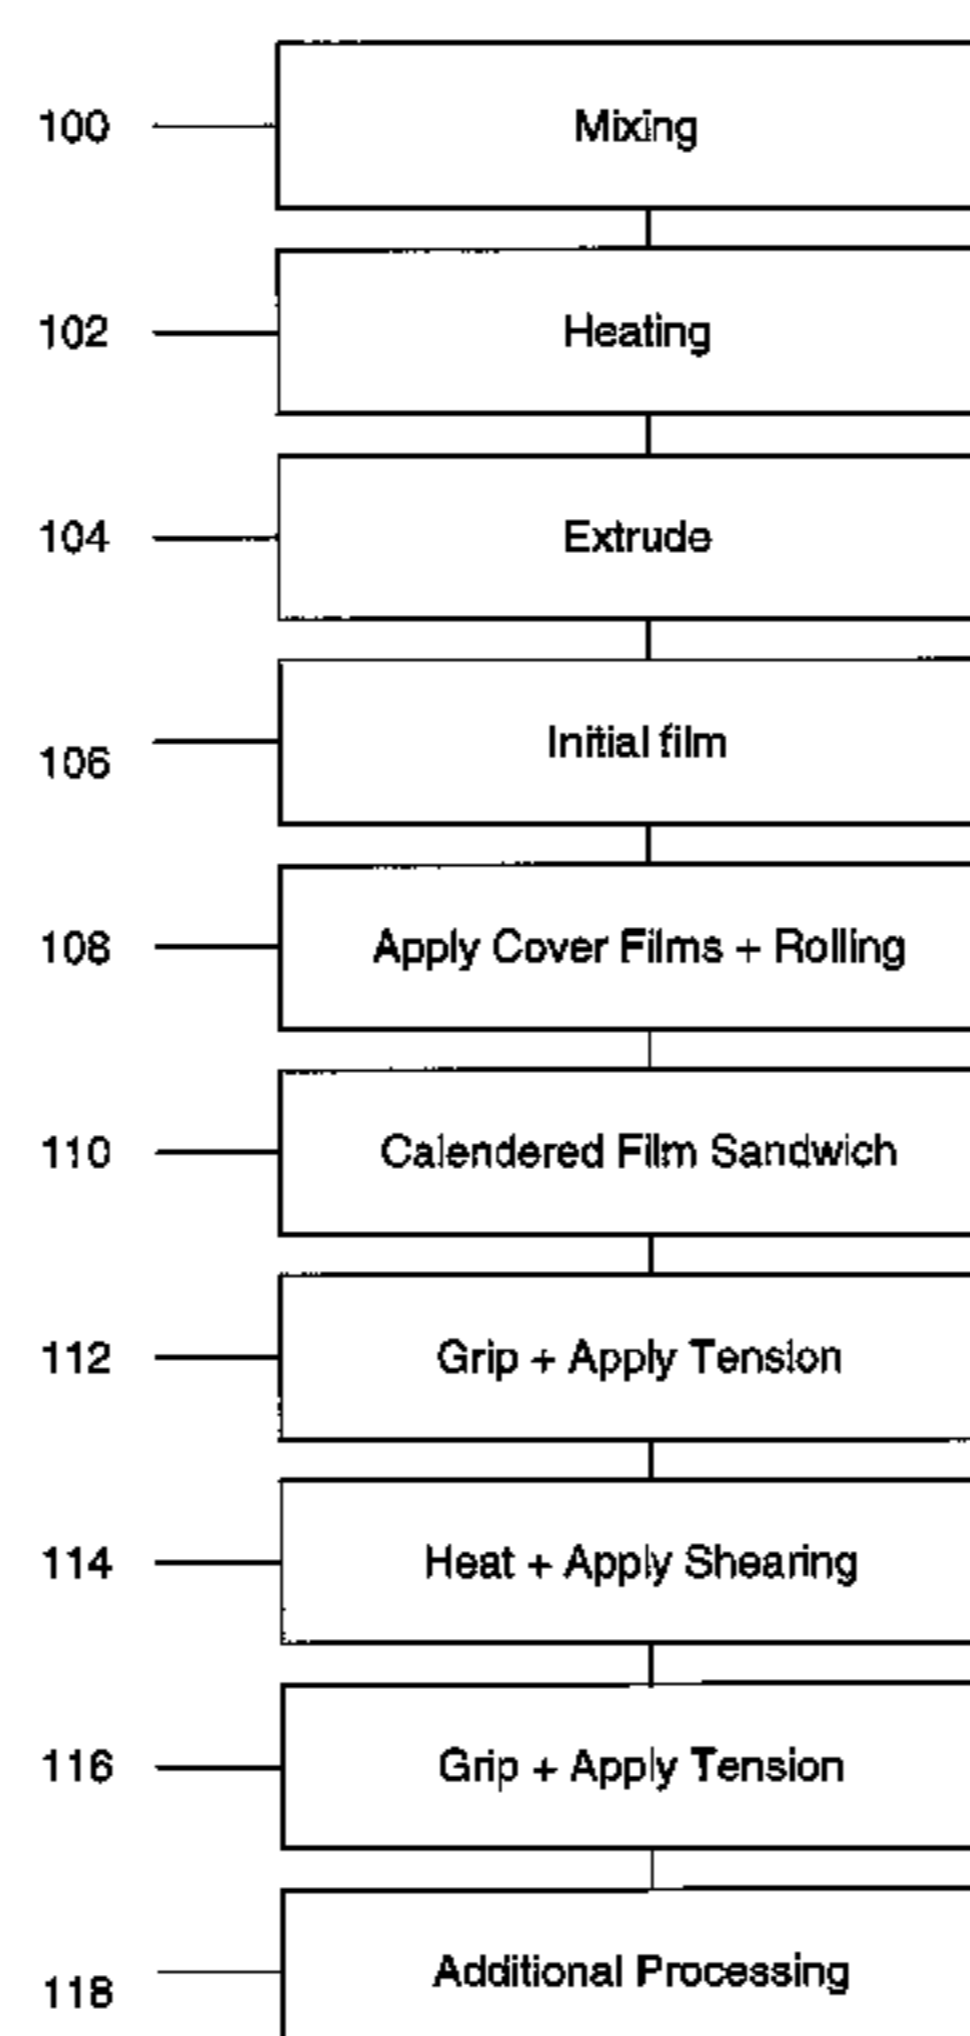 100 Mixing
102 Heating
104 Extrude
106 Initial film
108 Apply Cover Films + Rolling
110 Calendered Film Sandwich
112 Grip + Apply Tension
114 Heat + Apply Shearing
116 Grip + Apply Tension
118 Additional Processing